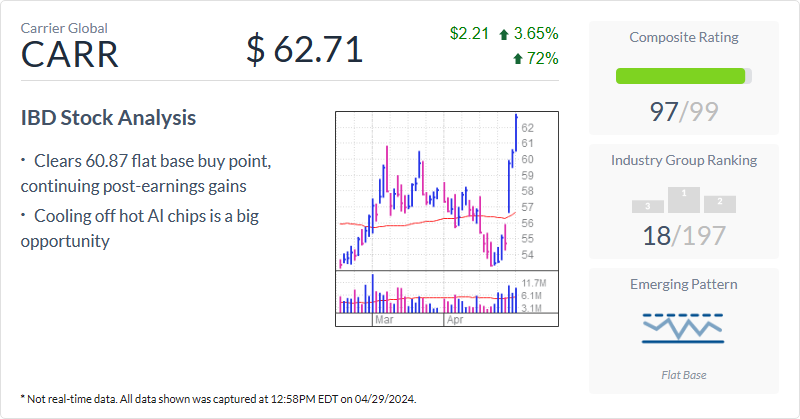 Carrier Global
CARR
$ 62.71
$2.21 3.65%
72%
IBD Stock Analysis
• Clears 60.87 flat base buy point,
continuing post-earnings gains
• Cooling off hot AI chips is a big
opportunity
62
61
60
59
58
57
56
55
54
11.7M
6.1M
3.1M
Mar
Apr
Composite Rating
97/99
Industry Group Ranking
3
1
2
18/197
Emerging Pattern
Flat Base
* Not real-time data. All data shown was captured at 12:58PM EDT on 04/29/2024.